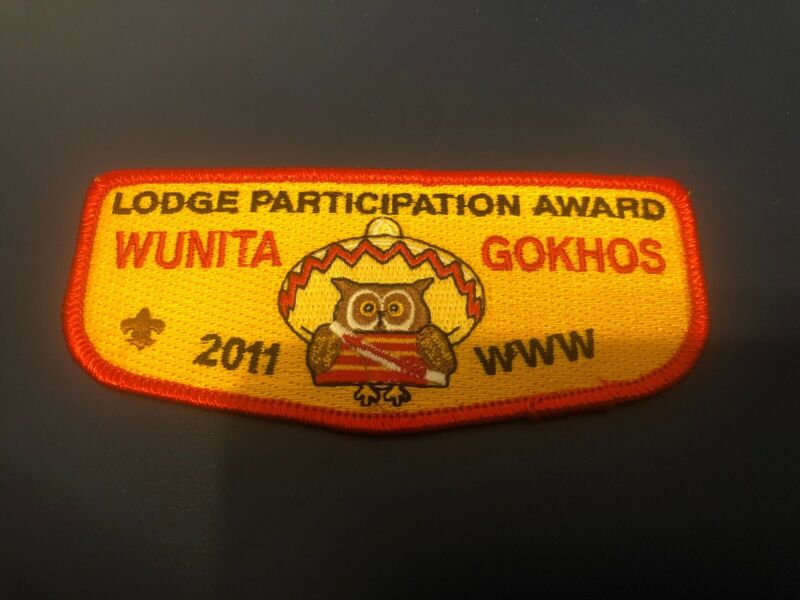 LODGE PARTICIPATION AWARD
WUNITA GOKHOS
2011 WWW